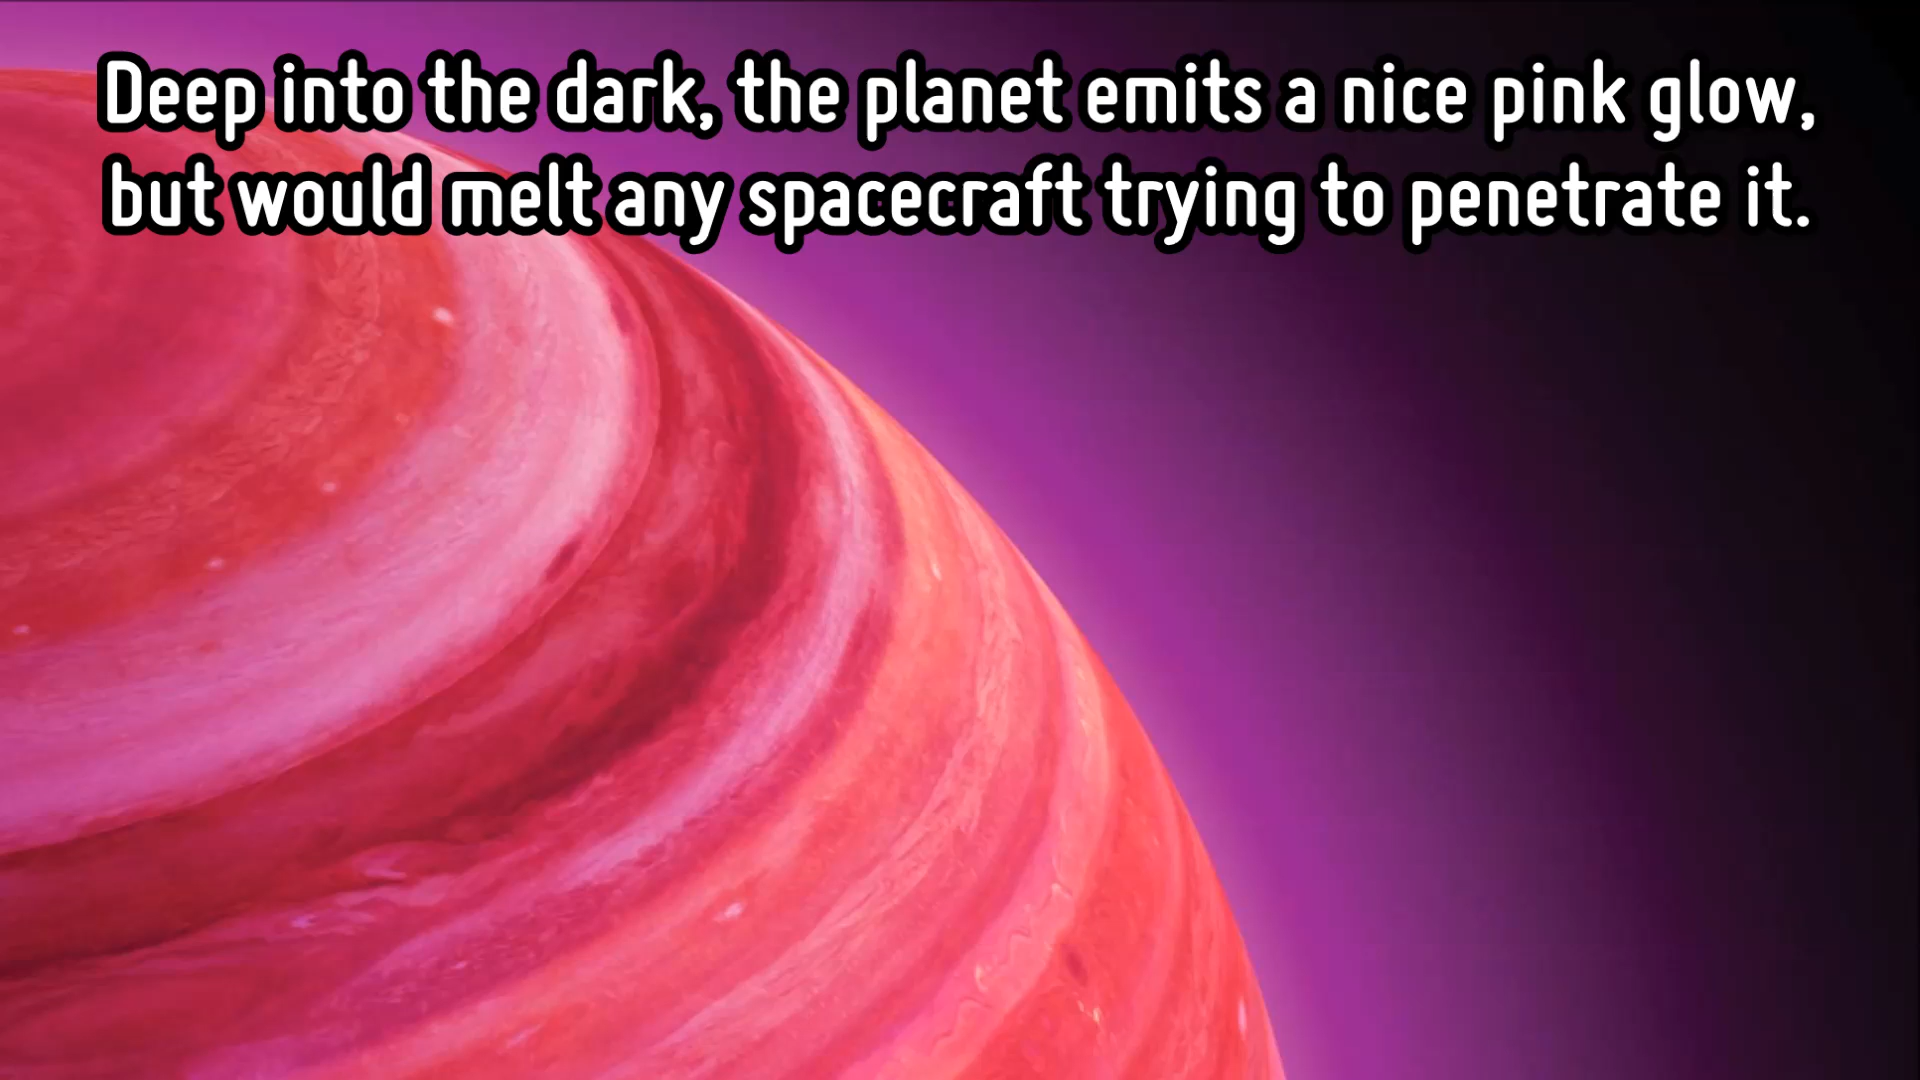 Deep into the dark, the planet emits a nice pink glow,
but would melt any spacecraft trying to penetrate it.